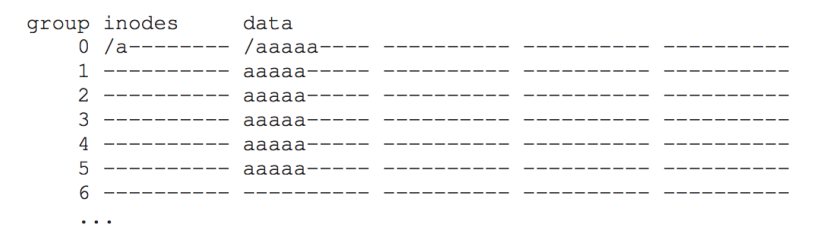 group inodes data
0 /a-------- /aaaaa---- ---------- ---------- ----------
1 ---------- aaaaa----- ---------- ---------- ----------
2 ---------- aaaaa----- ---------- ---------- ----------
3 ---------- aaaaa----- ---------- ---------- ----------
4 ---------- aaaaa----- ---------- ---------- ----------
5 ---------- aaaaa----- ---------- ---------- ----------
6 ---------- ---------- ---------- ---------- ----------
...